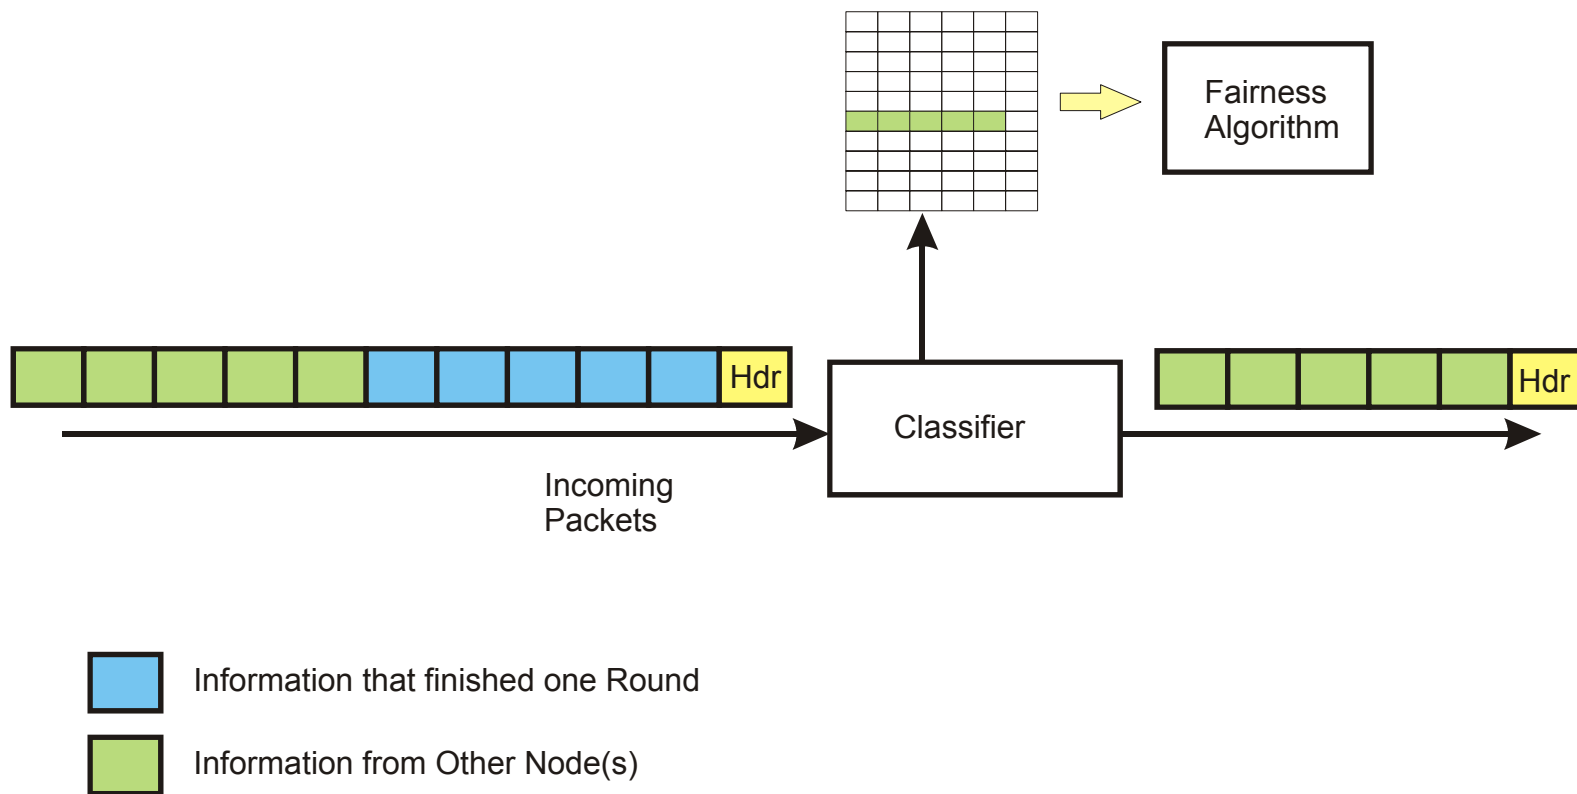 Fairness
Algorithm
Hdr
Hdr
Classifier
Incoming
Packets
Information that finished one Round
Information from Other Node(s)